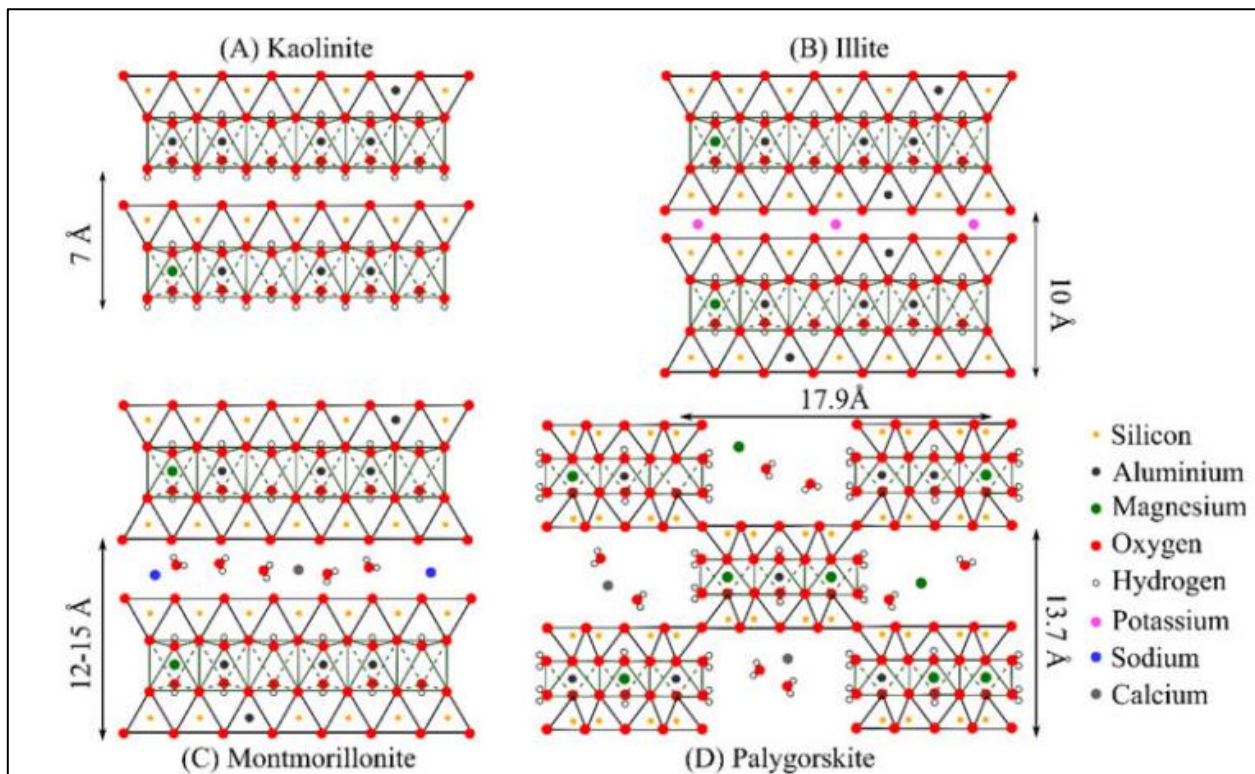 (A) Kaolinite
(B) Illite
7 Å
10 Å
17.9Å
12-15 Å
13.7 Å
Silicon
Aluminium
Magnesium
Oxygen
Hydrogen
Potassium
Sodium
Calcium
(C) Montmorillonite
(D) Palygorskite